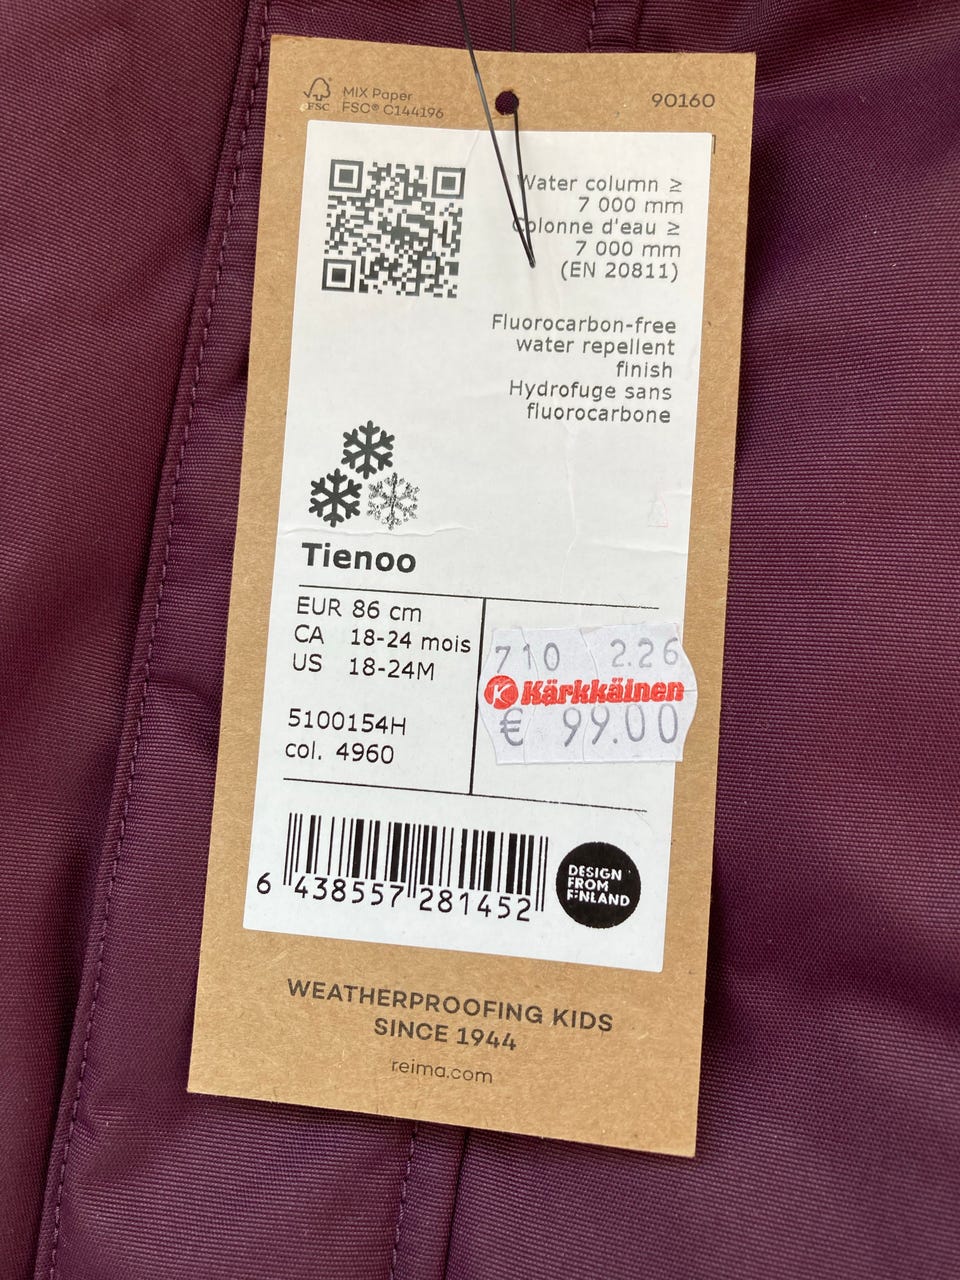 MIX Paper
FSC® C144196
FSC
90160
Water column ≥
7 000 mm
Colonne d'eau ≥
7 000 mm
(EN 20811)
Fluorocarbon-free
water repellent
finish
Hydrofuge sans
fluorocarbone
Tienoo
EUR 86 cm
CA 18-24 mois
US 18-24M
5100154H
col. 4960
710 2.26
K Kärkkäinen
€ 99.00
6 438557 281452
DESIGN
FROM
FINLAND
WEATHERPROOFING KIDS
SINCE 1944
reima.com